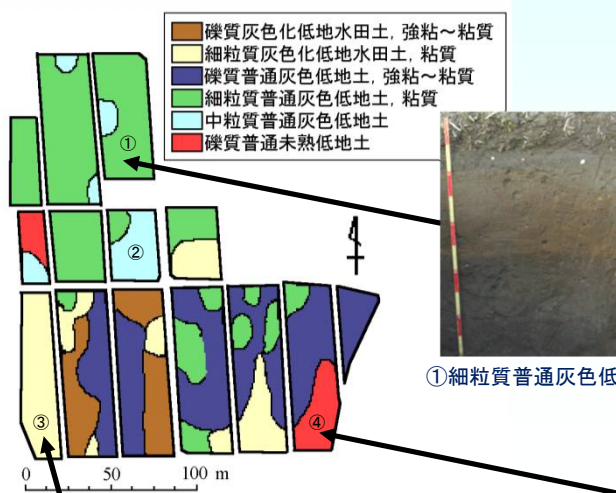 礫質灰色化低地水田土, 強粘～粘質
細粒質灰色化低地水田土, 粘質
礫質普通灰色低地土, 強粘～粘質
細粒質普通灰色低地土, 粘質
中粒質普通灰色低地土
礫質普通未熟低地土
①
②
①細粒質普通灰色低
③
④
0 50 100 m